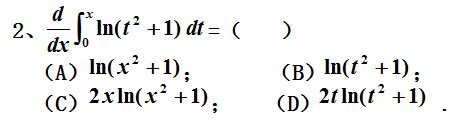 2、 d/dx ∫₀ˣ ln(t² + 1) dt = (   )
(A) ln(x² + 1)； (B) ln(t² + 1)；
(C) 2x ln(x² + 1)； (D) 2t ln(t² + 1) .